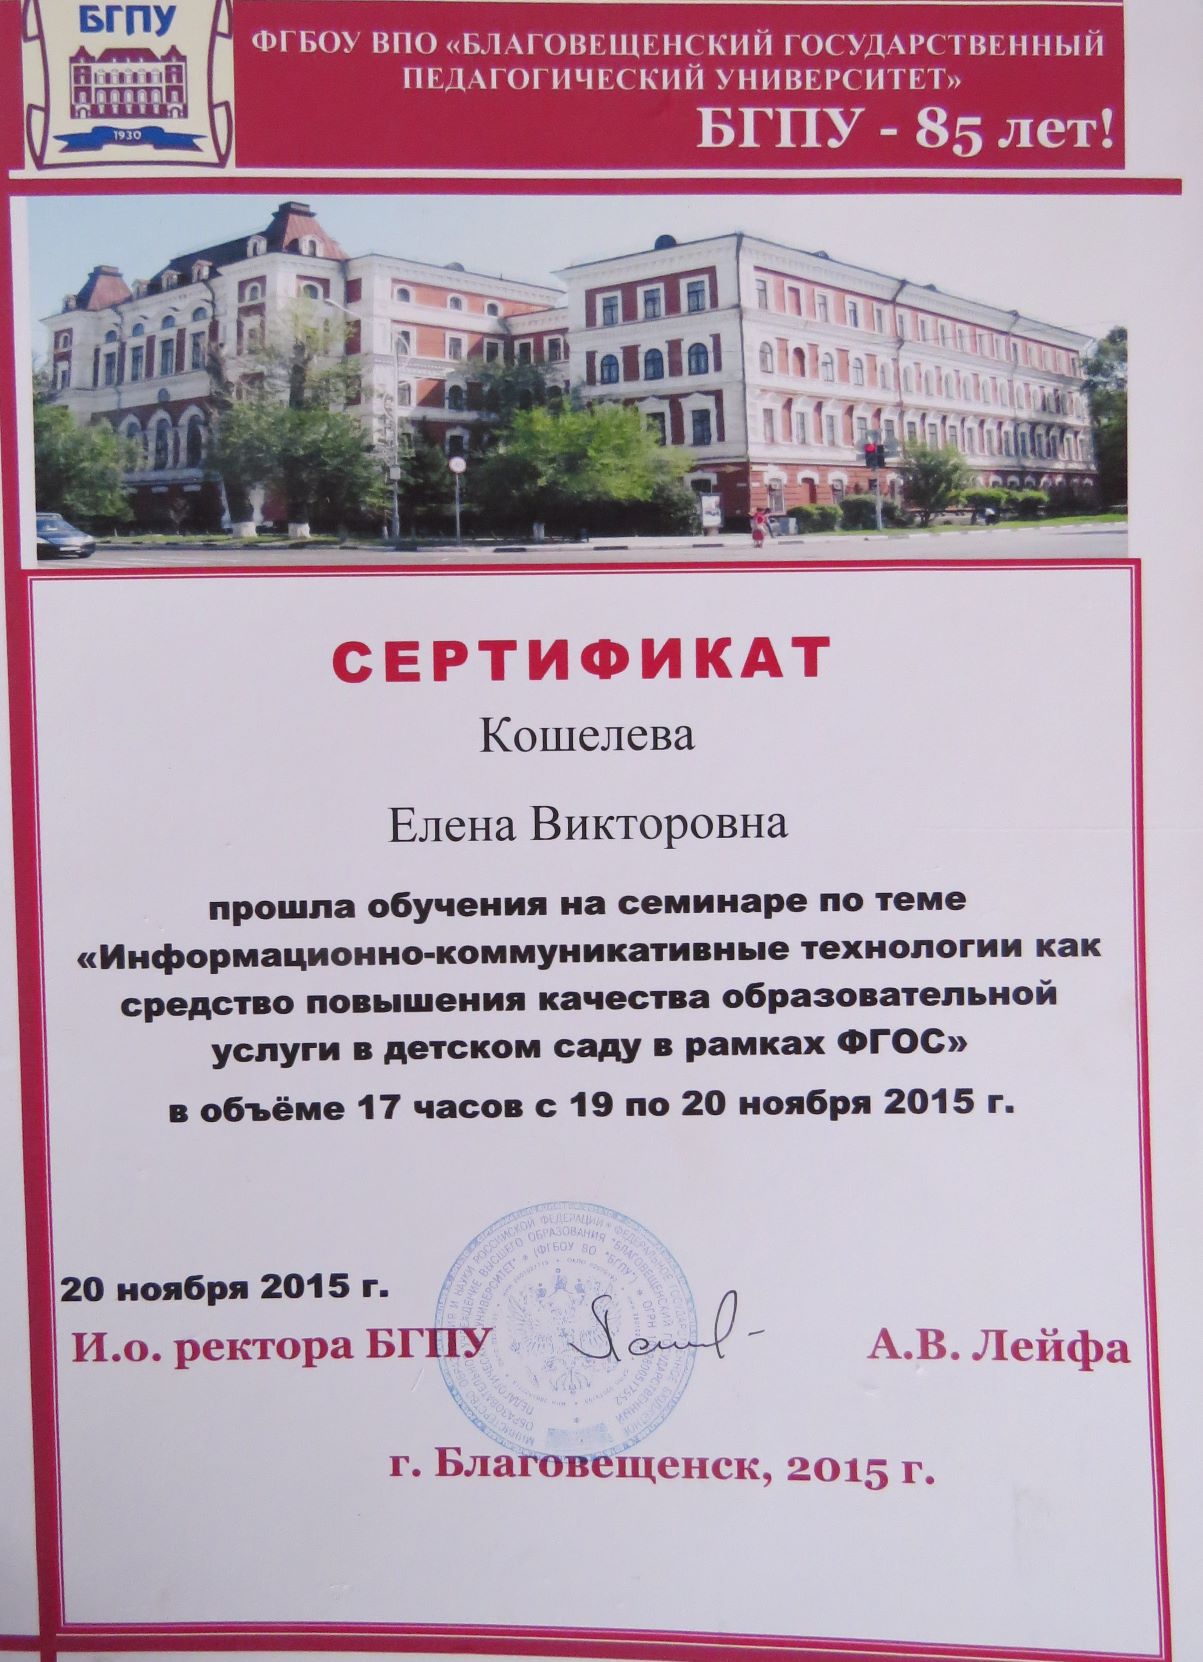 БГПУ
1930
ФГБОУ ВПО «БЛАГОВЕЩЕНСКИЙ ГОСУДАРСТВЕННЫЙ
ПЕДАГОГИЧЕСКИЙ УНИВЕРСИТЕТ»
БГПУ - 85 лет!
СЕРТИФИКАТ
Кошелева
Елена Викторовна
прошла обучения на семинаре по теме
«Информационно-коммуникативные технологии как
средство повышения качества образовательной
услуги в детском саду в рамках ФГОС»
в объёме 17 часов с 19 по 20 ноября 2015 г.
20 ноября 2015 г.
И.о. ректора БГПУ
А.В. Лейфа
г. Благовещенск, 2015 г.